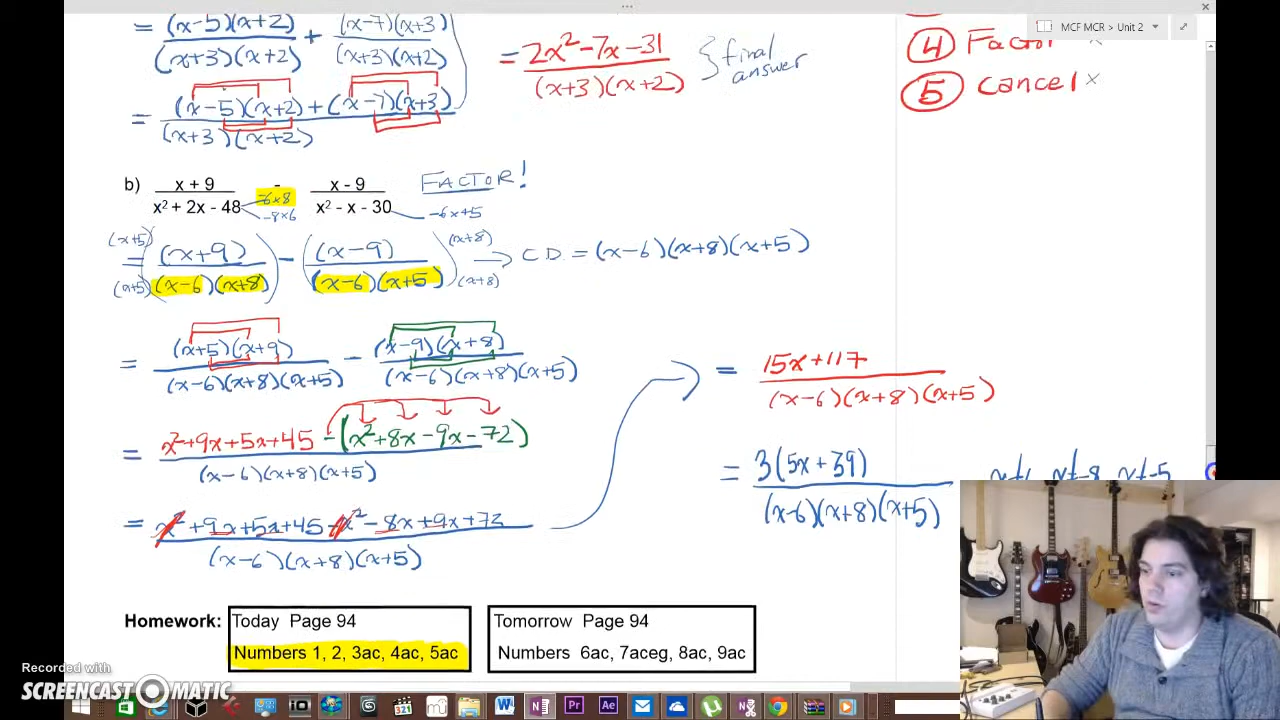 MCF MCR > Unit 2
= (x-5)(x+2) / (x+3)(x+2) + (x-7)(x+3) / (x+3)(x+2)
= (x-5)(x+2) + (x-7)(x+3) / (x+3)(x+2)
= 2x²-7x-31 / (x+3)(x+2) } final answer
④ Factor x
⑤ cancel x
b) x + 9 / x² + 2x - 48 - x - 9 / x² - x - 30 FACTOR!
-6x8
-8x6
-6x+5
(x+5) (x+9) - (x-9) (x+8)
= (x+5) (x-6)(x+8) (x-6)(x+5) (x+8) → C.D. = (x-6)(x+8)(x+5)
= (x+5)(x+9) / (x-6)(x+8)(x+5) - (x-9)(x+8) / (x-6)(x+8)(x+5)
= x²+9x+5x+45 -(x²+8x-9x-72) / (x-6)(x+8)(x+5)
= x²+9x+5x+45-x²-8x+9x+72 / (x-6)(x+8)(x+5)
= 15x+117 / (x-6)(x+8)(x+5)
= 3(5x+39) / (x-6)(x+8)(x+5)
Homework:
Today Page 94
Numbers 1, 2, 3ac, 4ac, 5ac
Tomorrow Page 94
Numbers 6ac, 7aceg, 8ac, 9ac
Recorded with
SCREENCAST-O-MATIC